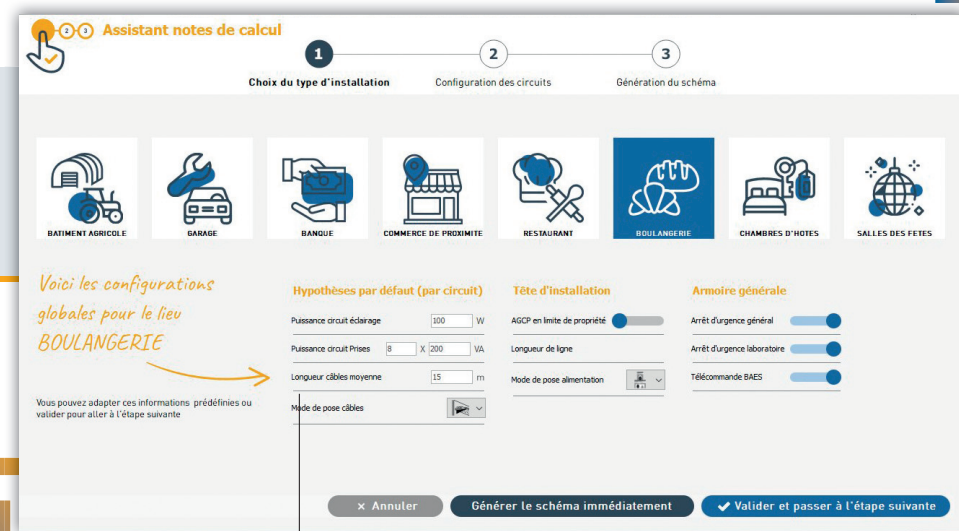 2 3 Assistant notes de calcul
1 2 3
Choix du type d'installation Configuration des circuits Génération du schéma
BATIMENT AGRICOLE GARAGE BANQUE COMMERCE DE PROXIMITE RESTAURANT BOULANGERIE CHAMBRES D'HOTES SALLES DES FETES
Voici les configurations
globales pour le lieu
BOULANGERIE
Vous pouvez adapter ces informations prédéfinies ou
valider pour aller à l'étape suivante
Hypothèses par défaut (par circuit)
Puissance circuit éclairage 100 W
Puissance circuit Prises 8 X 200 VA
Longueur câbles moyenne 15 m
Mode de pose câbles
Tête d'installation
AGCP en limite de propriété
Longueur de ligne
Mode de pose alimentation
Armoire générale
Arrêt d'urgence général
Arrêt d'urgence laboratoire
Télécommande BAES
× Annuler Générer le schéma immédiatement ✔ Valider et passer à l'étape suivante